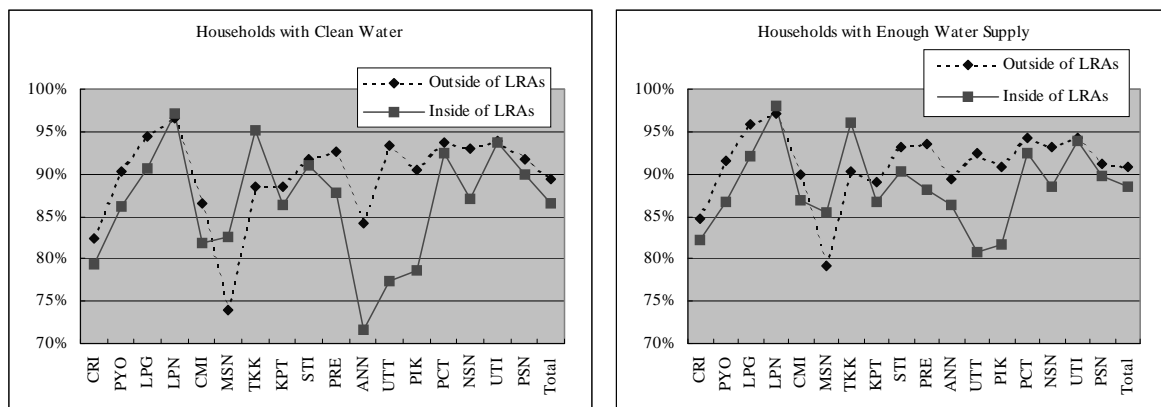 Households with Clean Water
Outside of LRAs
Inside of LRAs
100%
95%
90%
85%
80%
75%
70%
CRI
PYO
LPG
LPN
CMI
MSN
TKK
KPT
STI
PRE
ANN
UTT
PIK
PCT
NSN
UTI
PSN
Total
Households with Enough Water Supply
Outside of LRAs
Inside of LRAs
100%
95%
90%
85%
80%
75%
70%
CRI
PYO
LPG
LPN
CMI
MSN
TKK
KPT
STI
PRE
ANN
UTT
PIK
PCT
NSN
UTI
PSN
Total